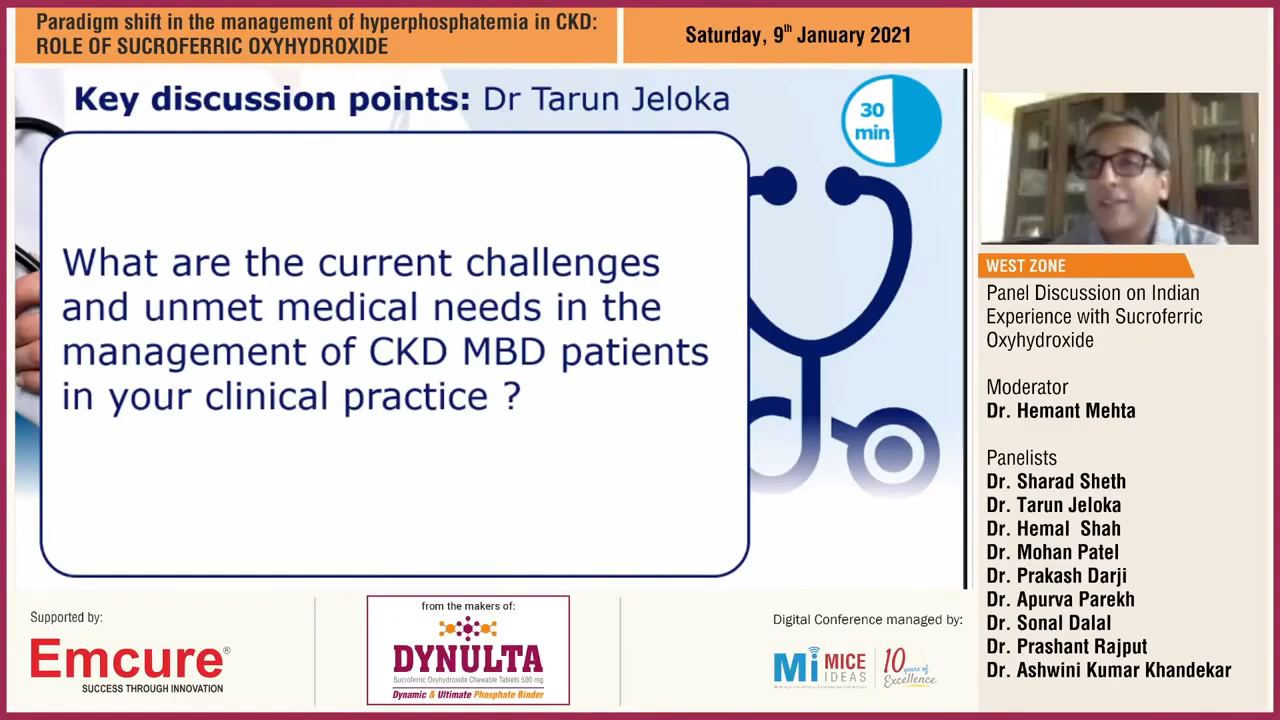 Paradigm shift in the management of hyperphosphatemia in CKD:
ROLE OF SUCROFERRIC OXYHYDROXIDE
Saturday, 9th January 2021
Key discussion points: Dr Tarun Jeloka
30
min
What are the current challenges
and unmet medical needs in the
management of CKD MBD patients
in your clinical practice ?
WEST ZONE
Panel Discussion on Indian
Experience with Sucroferric
Oxyhydroxide
Moderator
Dr. Hemant Mehta
Panelists
Dr. Sharad Sheth
Dr. Tarun Jeloka
Dr. Hemal Shah
Dr. Mohan Patel
Dr. Prakash Darji
Dr. Apurva Parekh
Dr. Sonal Dalal
Dr. Prashant Rajput
Dr. Ashwini Kumar Khandekar
Supported by:
Emcure®
SUCCESS THROUGH INNOVATION
from the makers of:
DYNULTA
Sucroferric Oxyhydroxide Chewable Tablets 500 mg
Dynamic & Ultimate Phosphate Binder
Digital Conference managed by:
Mi MICE
IDEAS
10 years of
Excellence